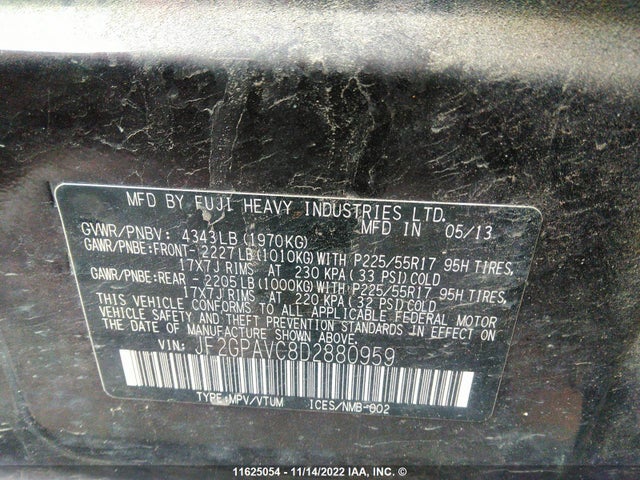 MFD BY FUJI HEAVY INDUSTRIES LTD.
MFD IN 05/13
GVWR/PNBV: 4343LB(1970KG)
GAWR/PNBE:FRONT- 2227LB(1010KG)WITH P225/55R17 95H TIRES,
17X7J RIMS AT 230 KPA(33 PSI)COLD
GAWR/PNBE:REAR - 2205LB(1000KG)WITH P225/55R17 95H TIRES,
17X7J RIMS AT 220 KPA(32 PSI)COLD
THIS VEHICLE CONFORMS TO ALL APPLICABLE FEDERAL MOTOR
VEHICLE SAFETY AND BUMPER STANDARDS IN EFFECT ON
THE DATE OF MANUFACTURE SHOWN ABOVE.
VIN: JF2GPAVC8D2880959
TYPE:MPV/VTUM ICES/NMB-002
11625054 - 11/14/2022 IAA, INC. ©